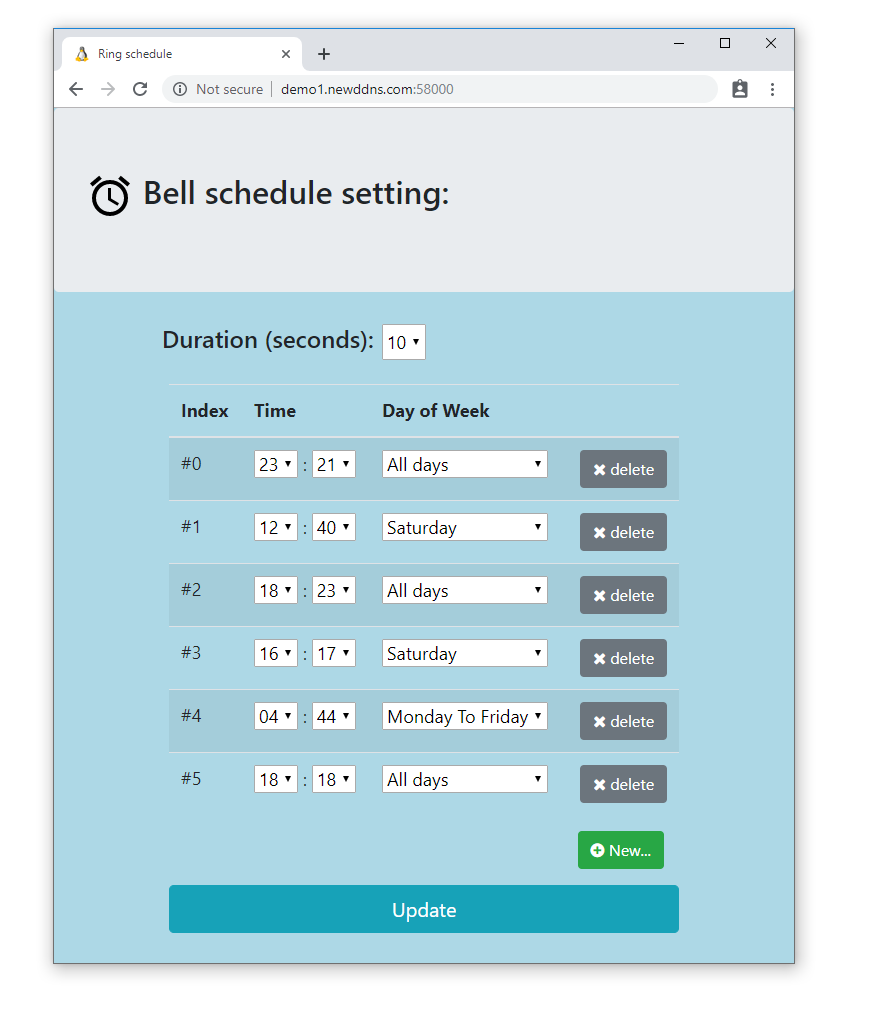 Ring schedule
Not secure demo1.newddns.com:58000
Bell schedule setting:
Duration (seconds): 10
Index Time Day of Week
#0 23 : 21 All days delete
#1 12 : 40 Saturday delete
#2 18 : 23 All days delete
#3 16 : 17 Saturday delete
#4 04 : 44 Monday To Friday delete
#5 18 : 18 All days delete
New...
Update